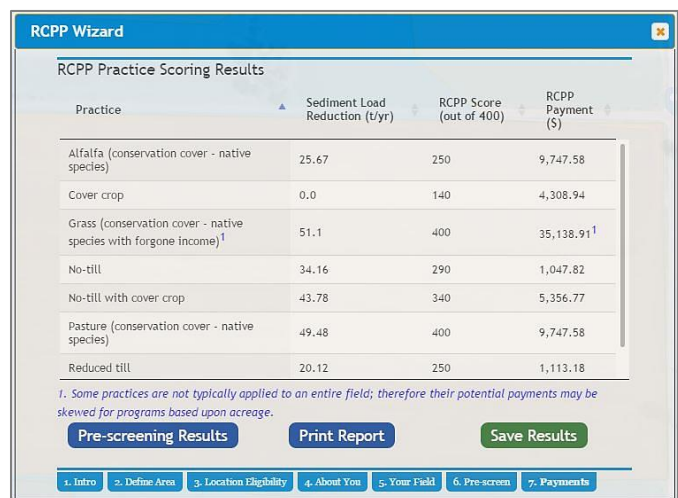 RCPP Wizard
RCPP Practice Scoring Results
Practice
Sediment Load
Reduction (t/yr)
RCPP Score
(out of 400)
RCPP
Payment
($)
Alfalfa (conservation cover - native
species)
25.67
250
9,747.58
Cover crop
0.0
140
4,308.94
Grass (conservation cover - native
species with forgone income)1
51.1
400
35,138.911
No-till
34.16
290
1,047.82
No-till with cover crop
43.78
340
5,356.77
Pasture (conservation cover - native
species)
49.48
400
9,747.58
Reduced till
20.12
250
1,113.18
1. Some practices are not typically applied to an entire field; therefore their potential payments may be
skewed for programs based upon acreage.
Pre-screening Results
Print Report
Save Results
1. Intro
2. Define Area
3. Location Eligibility
4. About You
5. Your Field
6. Pre-screen
7. Payments